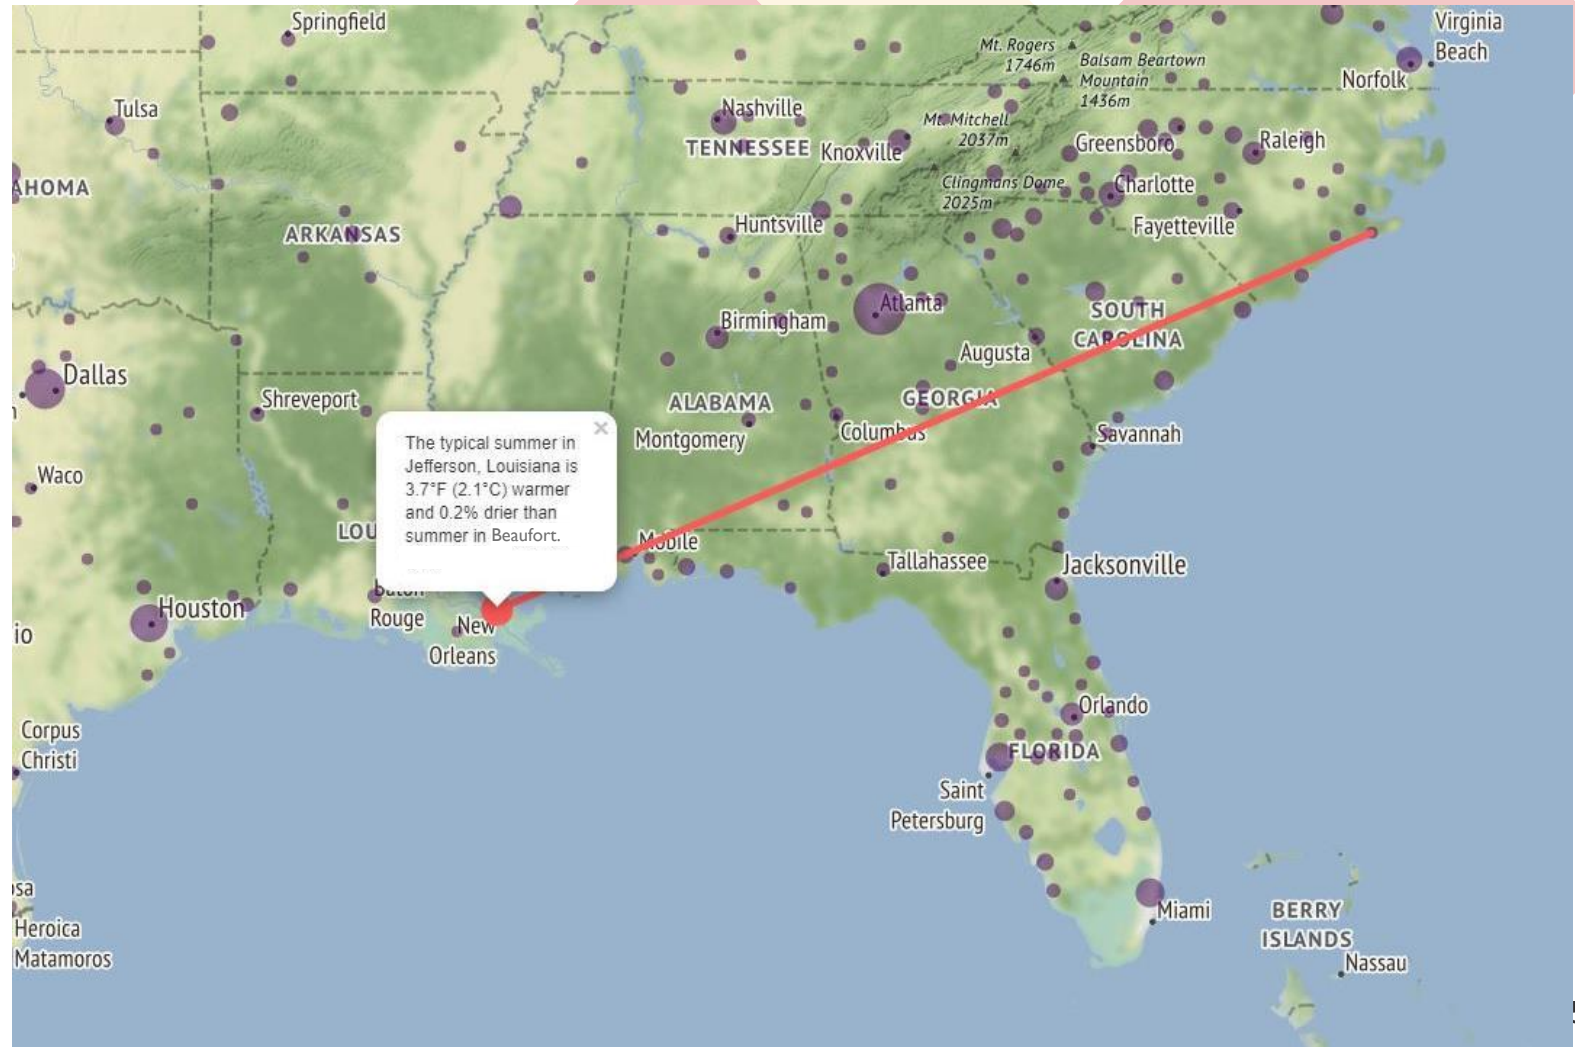 Springfield
Virginia
Beach
Mt. Rogers
1746m
Balsam Beartown
Mountain
1436m
Norfolk
Tulsa
Nashville
TENNESSEE
Knoxville
Mt. Mitchell
2037m
Greensboro
Raleigh
AHOMA
Clingmans Dome
2025m
Charlotte
ARKANSAS
Huntsville
Fayetteville
Atlanta
Birmingham
SOUTH
CAROLINA
Augusta
Dallas
Shreveport
ALABAMA
GEORGIA
Montgomery
Columbus
Savannah
×
The typical summer in
Jefferson, Louisiana is
3.7°F (2.1°C) warmer
and 0.2% drier than
summer in Beaufort.
Waco
LOU
Mobile
Tallahassee
Jacksonville
Baton
Rouge
Houston
New
Orleans
io
Orlando
FLORIDA
Corpus
Christi
Saint
Petersburg
Miami
BERRY
ISLANDS
Nassau
osa
Heroica
Matamoros